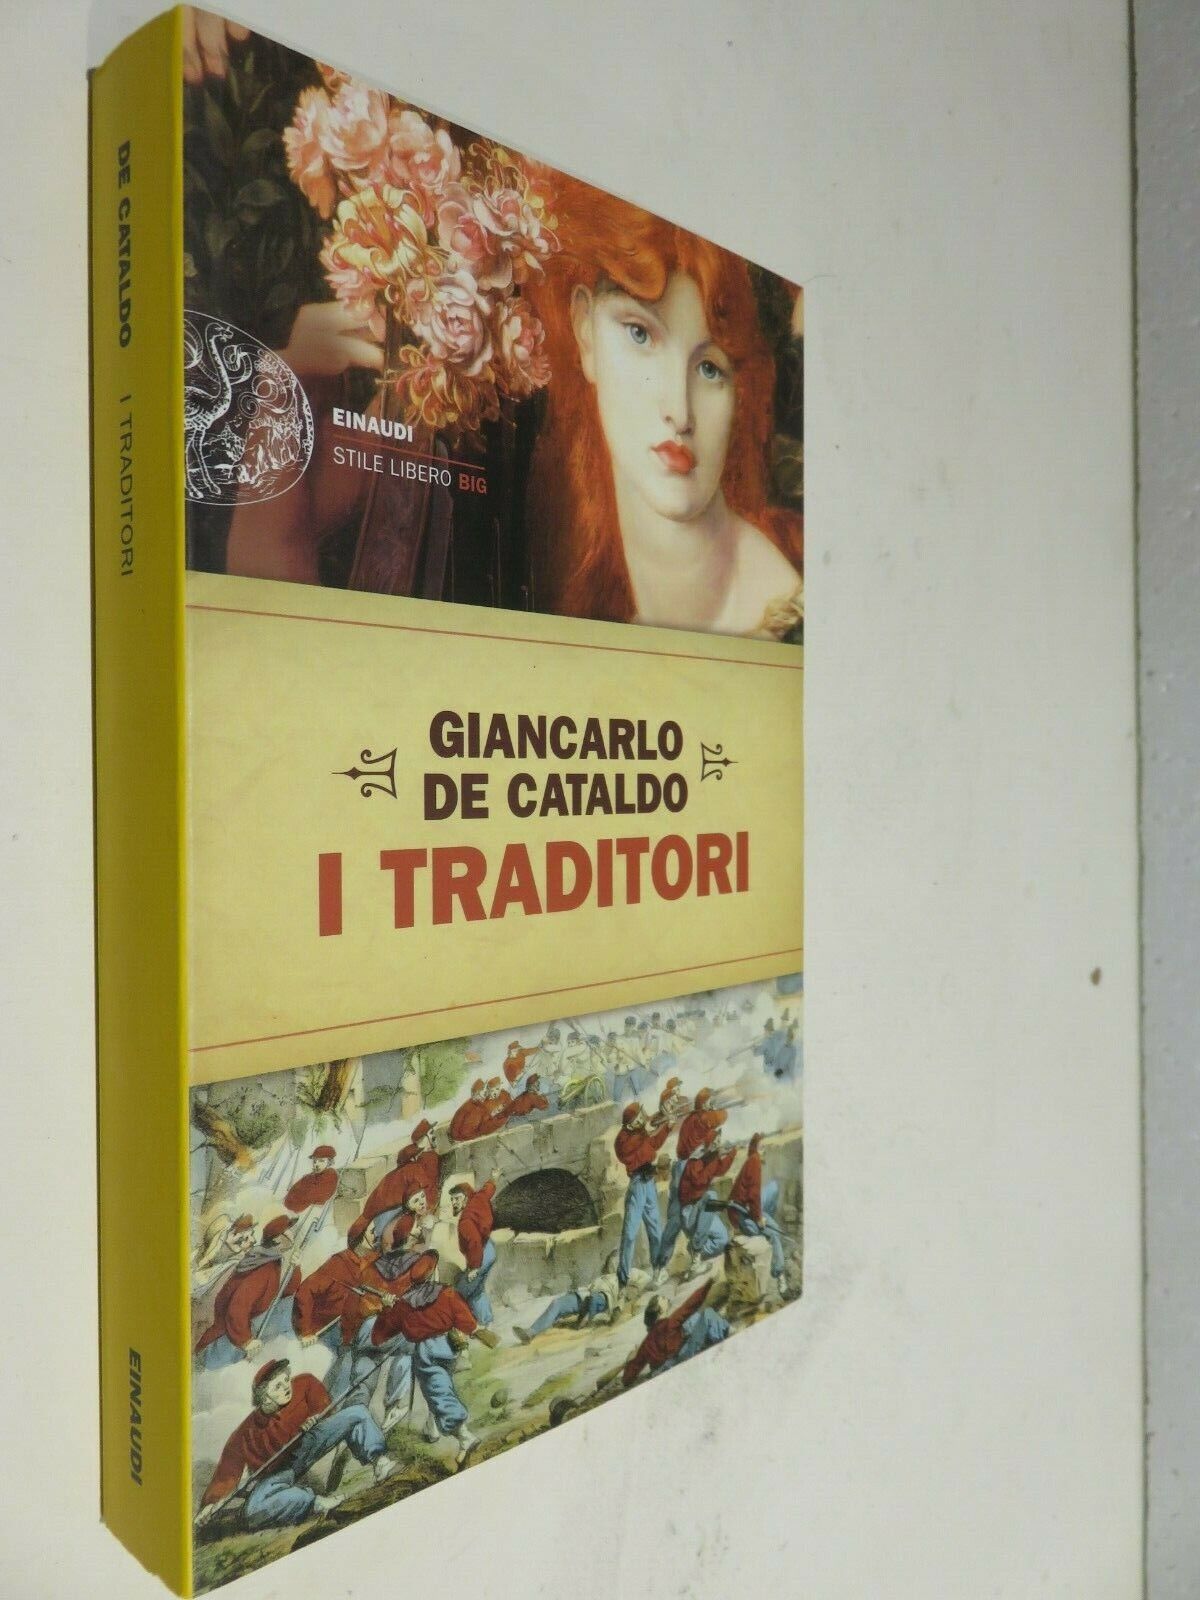 DE CATALDO I TRADITORI EINAUDI
EINAUDI
STILE LIBERO BIG
GIANCARLO
DE CATALDO
I TRADITORI